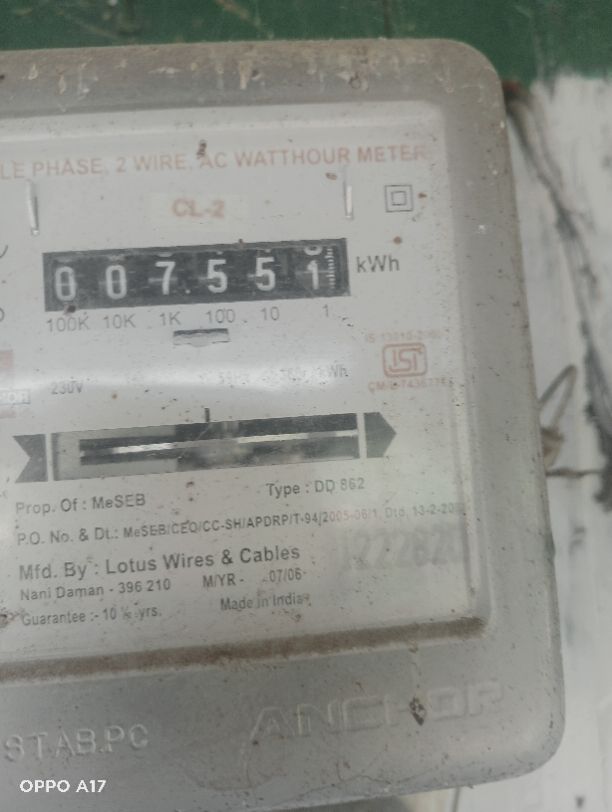 LE PHASE, 2 WIRE, AC WATTHOUR METER
CL-2
0 0 7 5 5 1 kWh
100K 10K 1K 100 10 1
230V
Prop. Of : MeSEB Type : DD 862
P.O. No. & Dt.: MeSEB/CEO/CC-SH/APDRP/T-94/2005-06/1, Dtd, 13-2-20
Mfd. By : Lotus Wires & Cables
Nani Daman - 396 210 M/YR - 07/06
Guarantee :- 10 ½ yrs. Made in India
ANCHOR
STAB.PC
OPPO A17